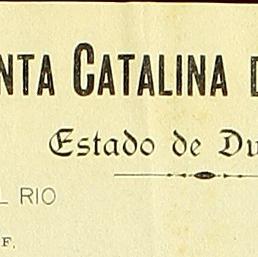 NTA CATALINA D
Estado de Du
L RIO
F.